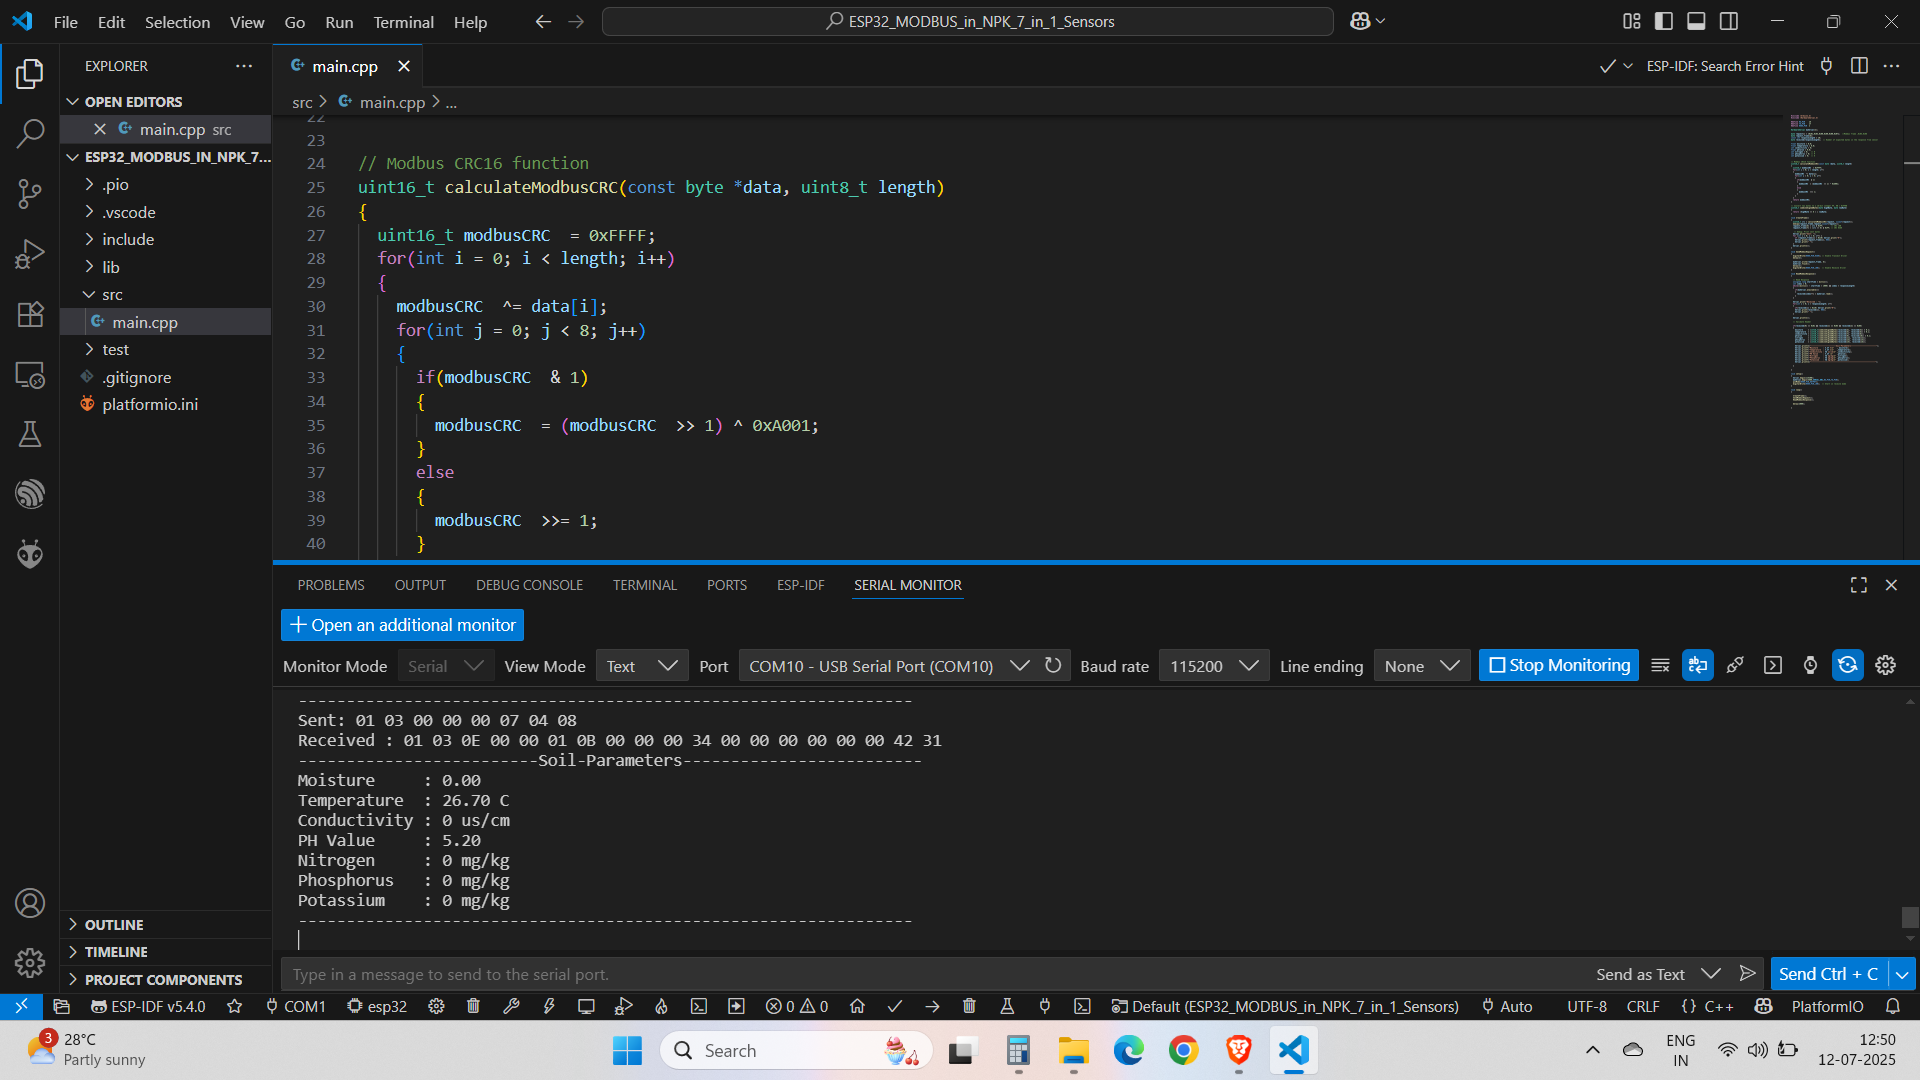 File Edit Selection View Go Run Terminal Help
ESP32_MODBUS_in_NPK_7_in_1_Sensors
EXPLORER
main.cpp
ESP-IDF: Search Error Hint
OPEN EDITORS
main.cpp src
ESP32_MODBUS_IN_NPK_7...
.pio
.vscode
include
lib
src
main.cpp
test
.gitignore
platformio.ini
OUTLINE
TIMELINE
PROJECT COMPONENTS
src > main.cpp > ...
22
23
24 // Modbus CRC16 function
25 uint16_t calculateModbusCRC(const byte *data, uint8_t length)
26 {
27 uint16_t modbusCRC = 0xFFFF;
28 for(int i = 0; i < length; i++)
29 {
30 modbusCRC ^= data[i];
31 for(int j = 0; j < 8; j++)
32 {
33 if(modbusCRC & 1)
34 {
35 modbusCRC = (modbusCRC >> 1) ^ 0xA001;
36 }
37 else
38 {
39 modbusCRC >>= 1;
40 }
PROBLEMS OUTPUT DEBUG CONSOLE TERMINAL PORTS ESP-IDF SERIAL MONITOR
Open an additional monitor
Monitor Mode Serial View Mode Text Port COM10 - USB Serial Port (COM10) Baud rate 115200 Line ending None Stop Monitoring
----------------------------------------------------------------
Sent: 01 03 00 00 00 07 04 08
Received : 01 03 0E 00 00 01 0B 00 00 00 34 00 00 00 00 00 00 42 31
-------------------------Soil-Parameters-------------------------
Moisture : 0.00
Temperature : 26.70 C
Conductivity : 0 us/cm
PH Value : 5.20
Nitrogen : 0 mg/kg
Phosphorus : 0 mg/kg
Potassium : 0 mg/kg
----------------------------------------------------------------
Type in a message to send to the serial port.
Send as Text
Send Ctrl + C
ESP-IDF v5.4.0 COM1 esp32 0 0 Default (ESP32_MODBUS_in_NPK_7_in_1_Sensors) Auto UTF-8 CRLF {} C++ PlatformIO
3
28°C
Partly sunny
Search
ENG
IN
12:50
12-07-2025